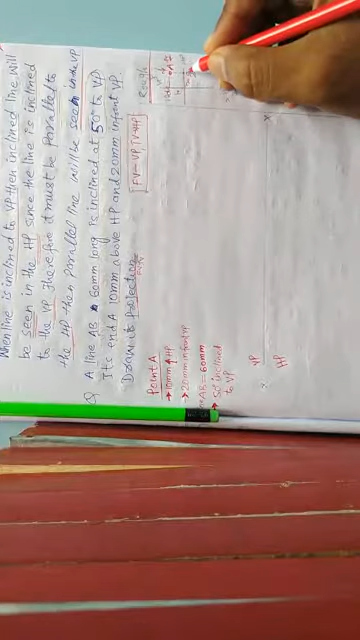 When line is inclined to VP then inclined line will
be seen in the HP since the line is inclined
to the VP Therefore it must be Parallel to
the HP then parallel line will be seen in the VP
Q A line AB 60mm long is inclined at 50° to VP
Its end A 10mm above HP and 20mm infront VP.
Draw its projections
FV-VP, TV-HP
Rough
Point A
→ 10mm ↑ HP
→ 20mm infront VP
AB = 60mm
→ 50° inclined
to VP
X
VP
HP
X